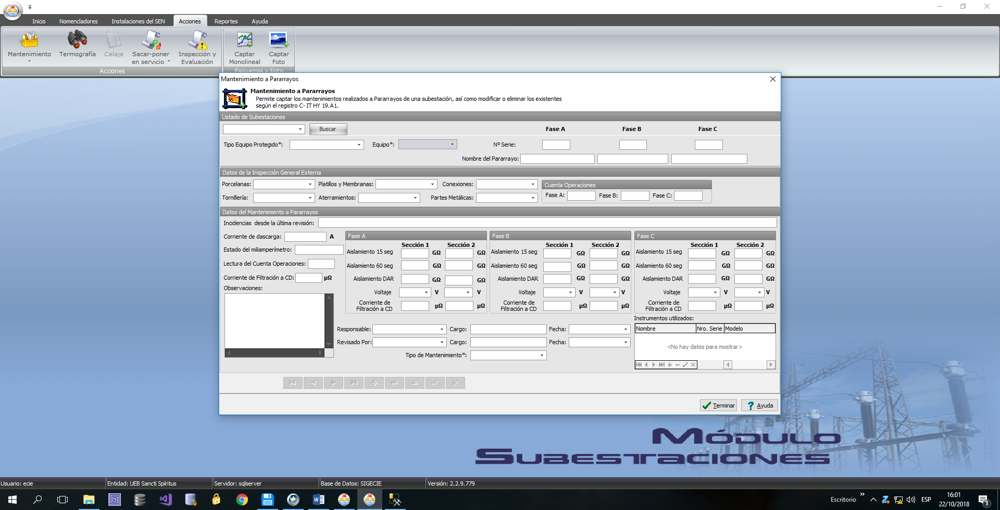 Inicio Nomencladores Instalaciones del SEN Acciones Reportes Ayuda
Mantenimiento Termografía Celaje Sacar-poner en servicio Inspección y Evaluación Captar Monolineal Captar Foto
Acciones Esquemas y Foto
Mantenimiento a Pararrayos
Mantenimiento a Pararrayos
Permite captar los mantenimientos realizados a Pararrayos de una subestación, así como modificar o eliminar los existentes
según el registro C- IT HY 19.A1.
Listado de Subestaciones
Buscar Fase A Fase B Fase C
Tipo Equipo Protegido*: Equipo*: Nº Serie:
Nombre del Pararrayo:
Datos de la Inspección General Externa
Porcelanas: Platillos y Membranas: Conexiones: Cuenta Operaciones
Tornillería: Aterramientos: Partes Metálicas: Fase A: Fase B: Fase C:
Datos del Mantenimiento a Pararrayos
Incidencias desde la última revisión:
Corriente de dascarga: A
Estado del miliamperímetro:
Lectura del Cuenta Operaciones:
Corriente de Filtración a CD: µΩ
Observaciones:
Fase A
Sección 1 Sección 2
Aislamiento 15 seg GΩ GΩ
Aislamiento 60 seg GΩ GΩ
Aislamiento DAR GΩ GΩ
Voltaje V V
Corriente de
Filtración a CD µΩ µΩ
Fase B
Sección 1 Sección 2
Aislamiento 15 seg GΩ GΩ
Aislamiento 60 seg GΩ GΩ
Aislamiento DAR GΩ GΩ
Voltaje V V
Corriente de
Filtración a CD µΩ µΩ
Fase C
Sección 1 Sección 2
Aislamiento 15 seg GΩ GΩ
Aislamiento 60 seg GΩ GΩ
Aislamiento DAR GΩ GΩ
Voltaje V V
Corriente de
Filtración a CD µΩ µΩ
Responsable: Cargo: Fecha:
Revisado Por: Cargo: Fecha:
Tipo de Mantenimiento*:
Instrumentos utilizados:
Nombre Nro. Serie Modelo
<No hay datos para mostrar>
Terminar Ayuda
Módulo
Subestaciones
Usuario: ecie Entidad: UEB Sancti Spíritus Servidor: sqlserver Base de Datos: SIGECIE Versión: 2.2.9.779
Escritorio ESP 16:01
22/10/2018 3